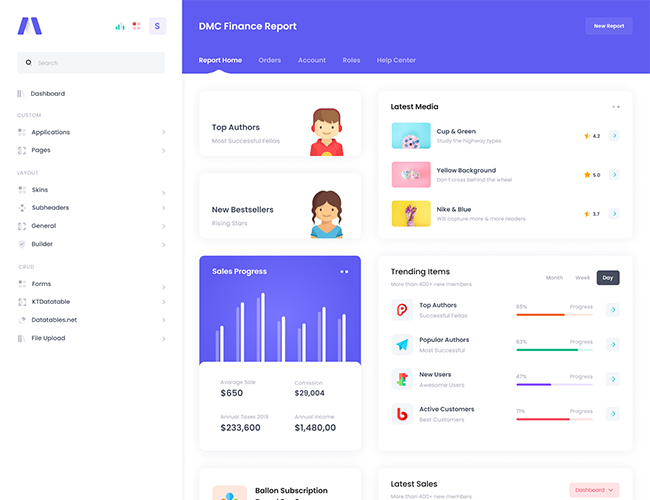 S
Search
Dashboard
CUSTOM
Applications
Pages
LAYOUT
Skins
Subheaders
General
Builder
CRUD
Forms
KTDatatable
Datatables.net
File Upload
DMC Finance Report
New Report
Report Home
Orders
Account
Roles
Help Center
Top Authors
Most Successful Fellas
New Bestsellers
Rising Stars
Latest Media
Cup & Green
Study the highway types
4.2
Yellow Background
Don't cross behind the wheel
5.0
Nike & Blue
Will capture more & more readers
3.7
Sales Progress
Avarage Sale
$650
Comission
$29,004
Annual Taxes 2019
$233,600
Annual Income
$1,480,00
Trending Items
More than 400+ new members
Month
Week
Day
Top Authors
Successful Fellas
65%
Progress
Popular Authors
Most Successful
83%
Progress
New Users
Awesome Users
47%
Progress
Active Customers
Best Customers
71%
Progress
Ballon Subscription
Latest Sales
More than 400+ new members
Dashboard